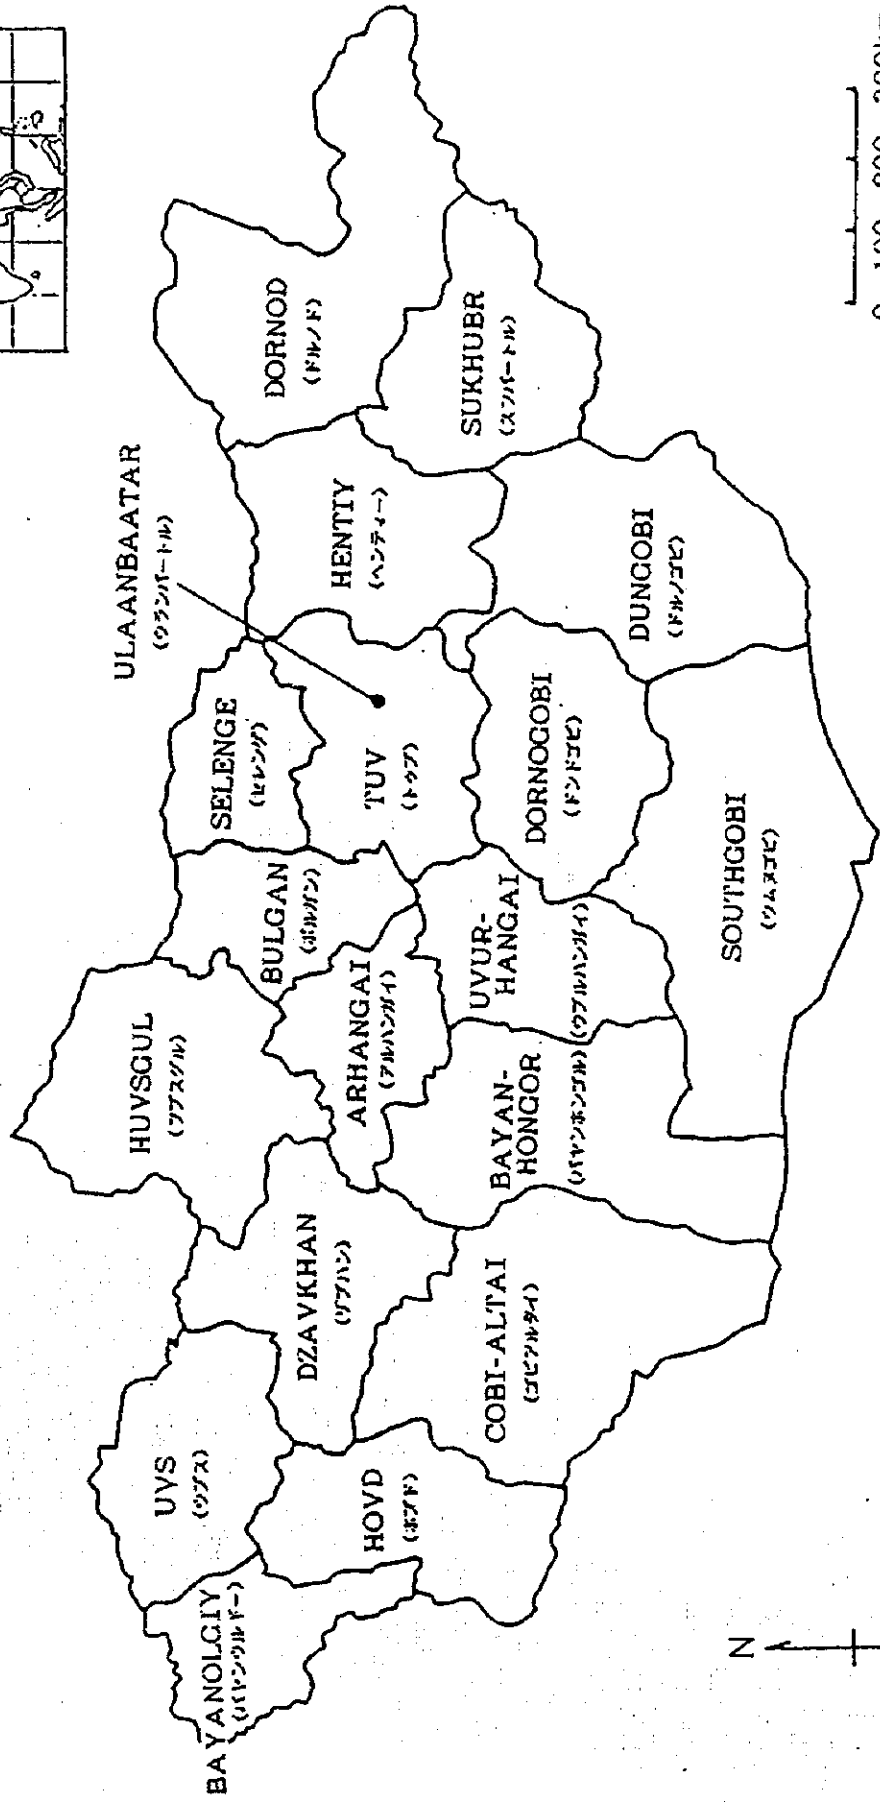 ULAANBAATAR
(ウランバートル)
HUVSGUL
(フブスグル)
UVS
(ウブス)
BAYANOLGIY
(バヤンウルギー)
SELENGE
(セレンゲ)
BULGAN
(ボルガン)
DORNOD
(ドルノド)
HENTIY
(ヘンティー)
DZAVKHAN
(ザブハン)
ARHANGAI
(アルハンガイ)
TUV
(トゥブ)
HOVD
(ホブド)
SUKHUBR
(スフバートル)
UVUR-
HANGAI
(ウブルハンガイ)
BAYAN-
HONGOR
(バヤンホンゴル)
COBI-ALTAI
(ゴビアルタイ)
DORNOGOBI
(ドンドゴビ)
DUNGOBI
(ドルノゴビ)
SOUTHGOBI
(ウムヌゴビ)
N
0 100 200